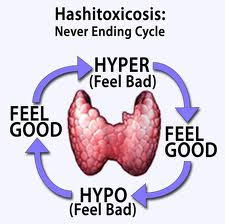 Hashitoxicosis:
Never Ending Cycle
HYPER
(Feel Bad)
FEEL
GOOD
HYPO
(Feel Bad)
FEEL
GOOD